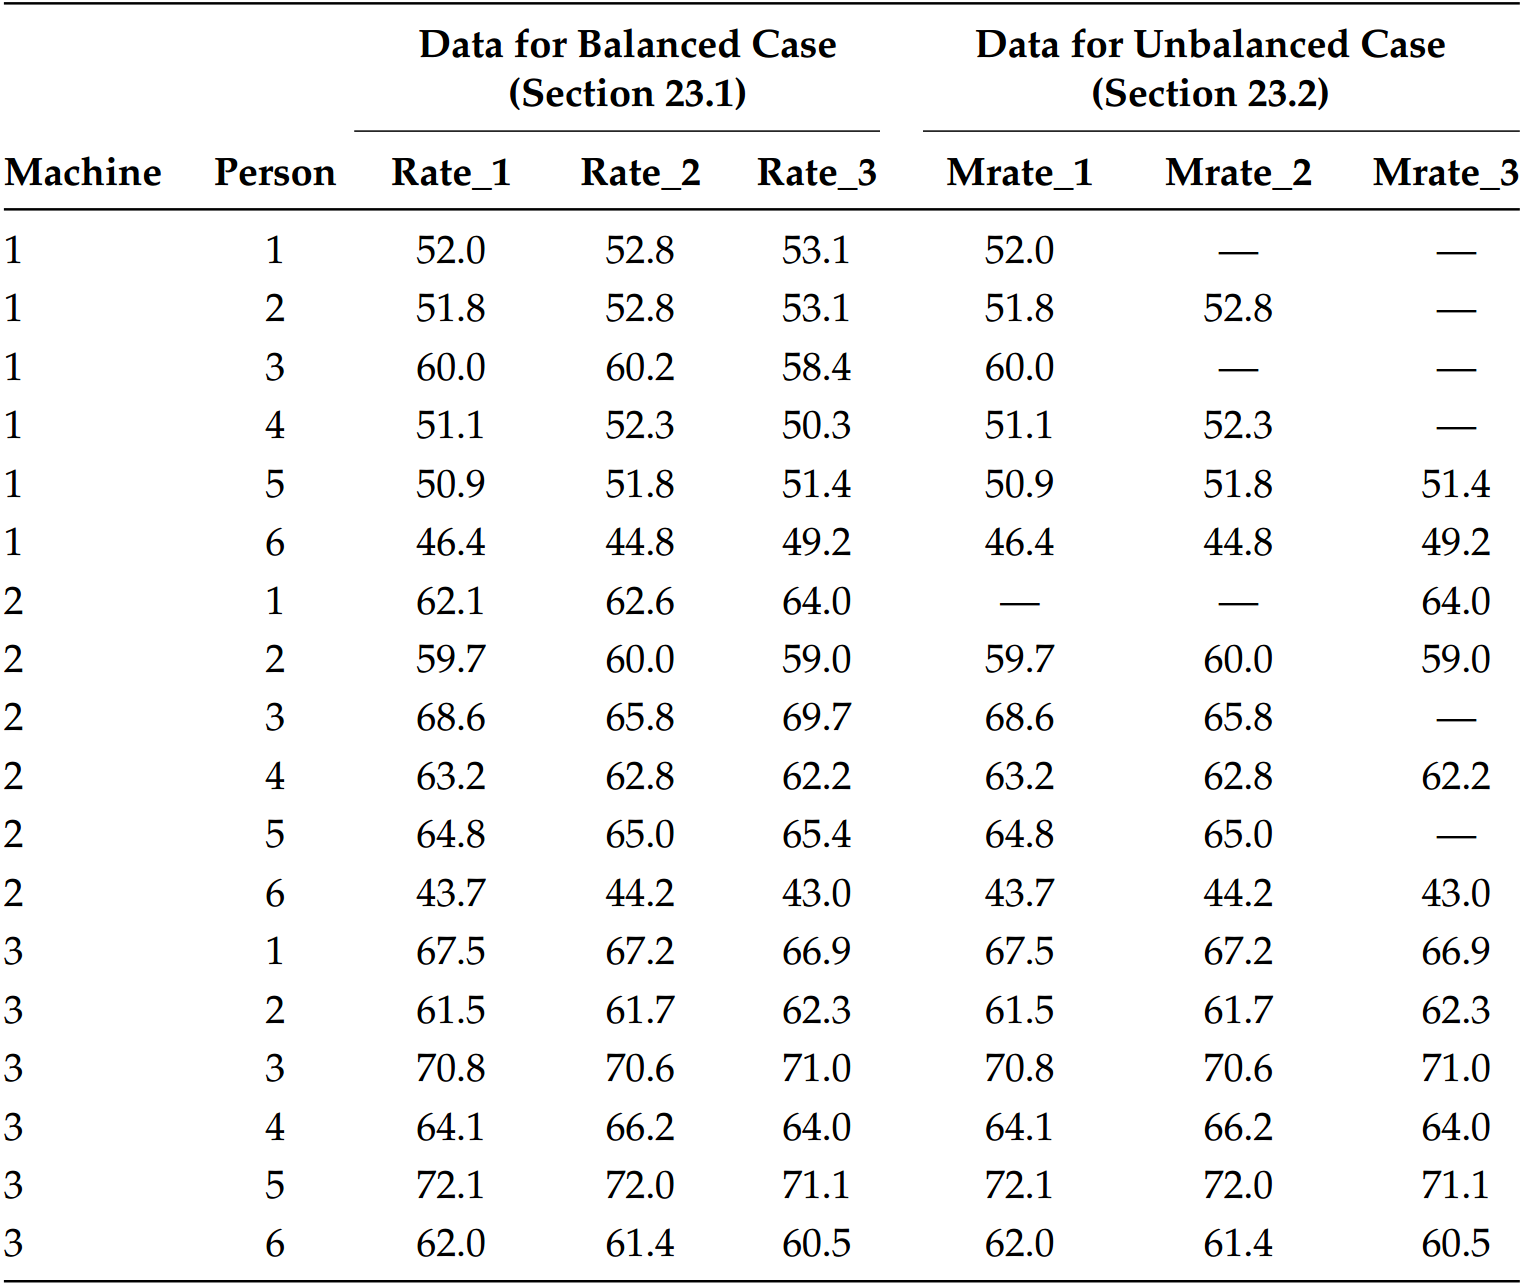 Data for Balanced Case Data for Unbalanced Case
(Section 23.1) (Section 23.2)
Machine Person Rate_1 Rate_2 Rate_3 Mrate_1 Mrate_2 Mrate_3
1 1 52.0 52.8 53.1 52.0 — —
1 2 51.8 52.8 53.1 51.8 52.8 —
1 3 60.0 60.2 58.4 60.0 — —
1 4 51.1 52.3 50.3 51.1 52.3 —
1 5 50.9 51.8 51.4 50.9 51.8 51.4
1 6 46.4 44.8 49.2 46.4 44.8 49.2
2 1 62.1 62.6 64.0 — — 64.0
2 2 59.7 60.0 59.0 59.7 60.0 59.0
2 3 68.6 65.8 69.7 68.6 65.8 —
2 4 63.2 62.8 62.2 63.2 62.8 62.2
2 5 64.8 65.0 65.4 64.8 65.0 —
2 6 43.7 44.2 43.0 43.7 44.2 43.0
3 1 67.5 67.2 66.9 67.5 67.2 66.9
3 2 61.5 61.7 62.3 61.5 61.7 62.3
3 3 70.8 70.6 71.0 70.8 70.6 71.0
3 4 64.1 66.2 64.0 64.1 66.2 64.0
3 5 72.1 72.0 71.1 72.1 72.0 71.1
3 6 62.0 61.4 60.5 62.0 61.4 60.5